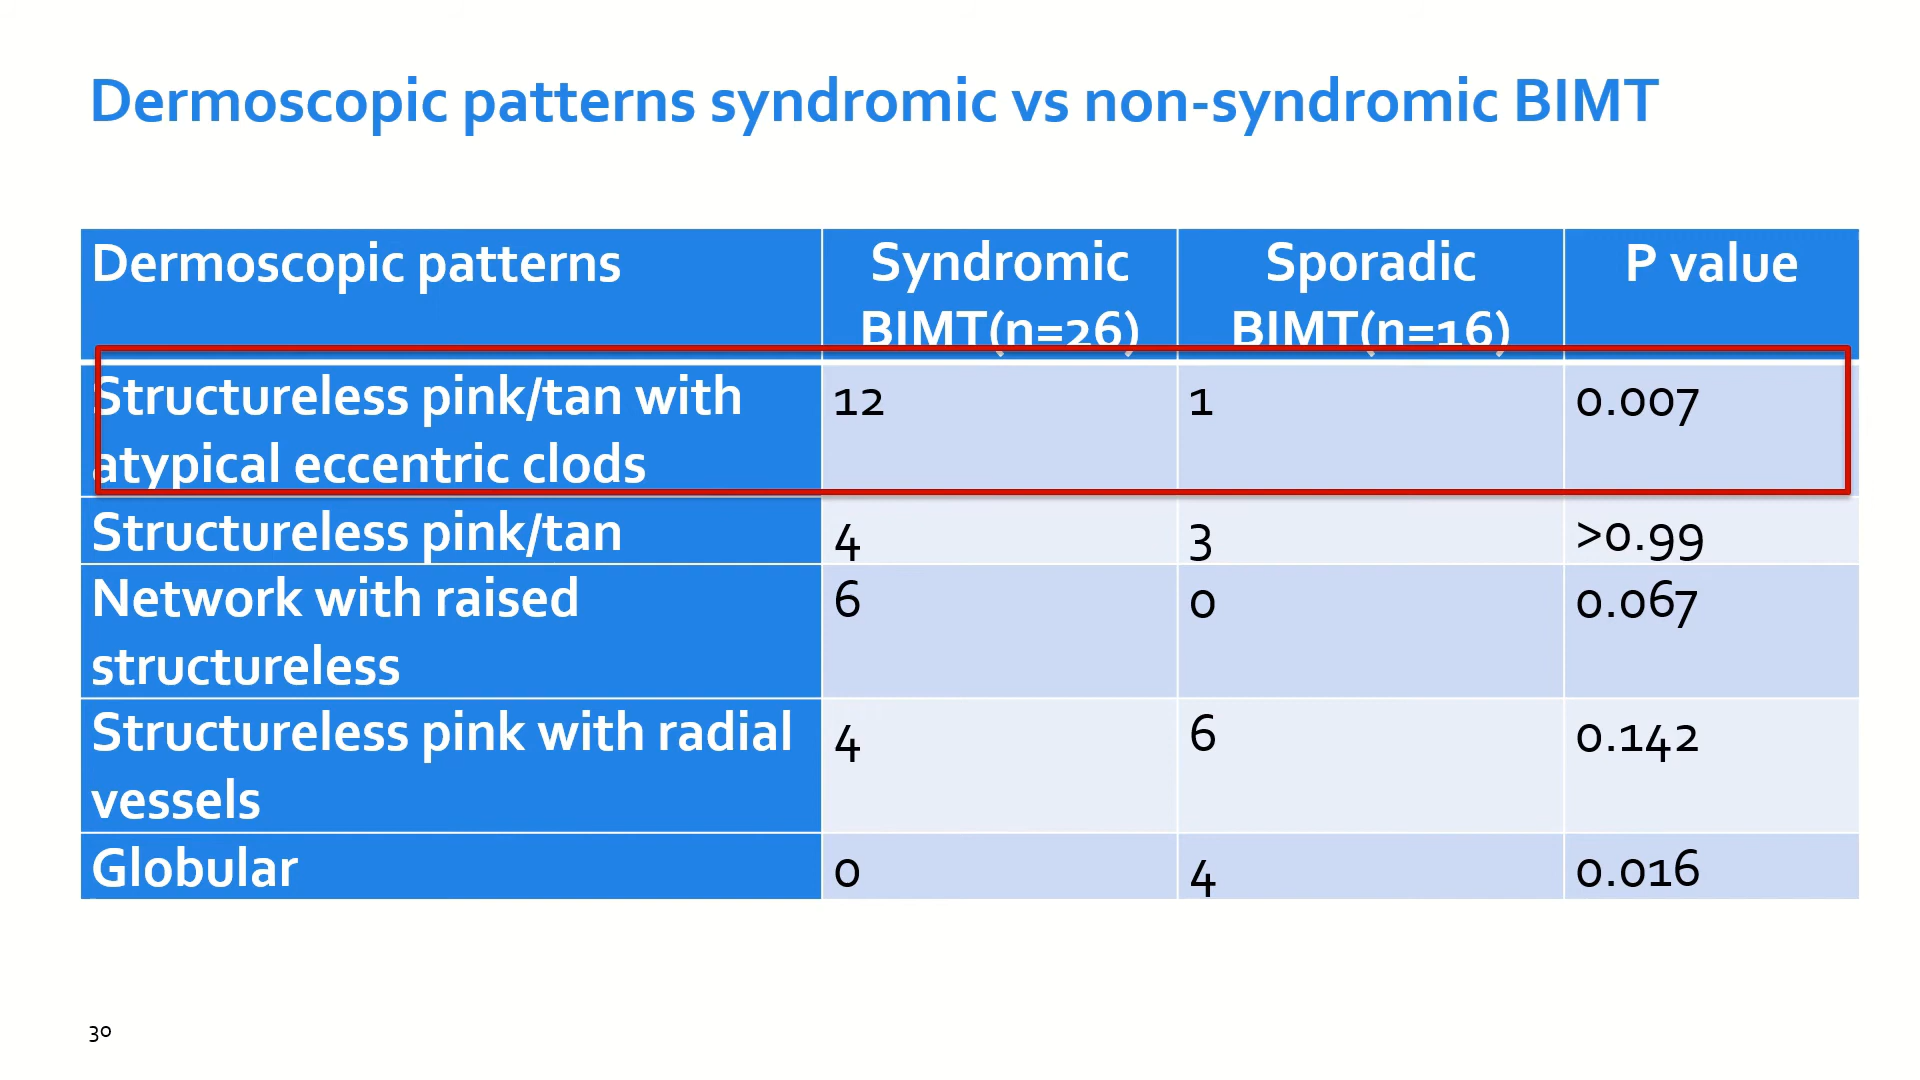 Dermoscopic patterns syndromic vs non-syndromic BIMT
Dermoscopic patterns
Syndromic
BIMT(n=26)
Sporadic
BIMT(n=16)
P value
Structureless pink/tan with
atypical eccentric clods
12
1
0.007
Structureless pink/tan
4
3
>0.99
Network with raised
structureless
6
0
0.067
Structureless pink with radial
vessels
4
6
0.142
Globular
0
4
0.016
30